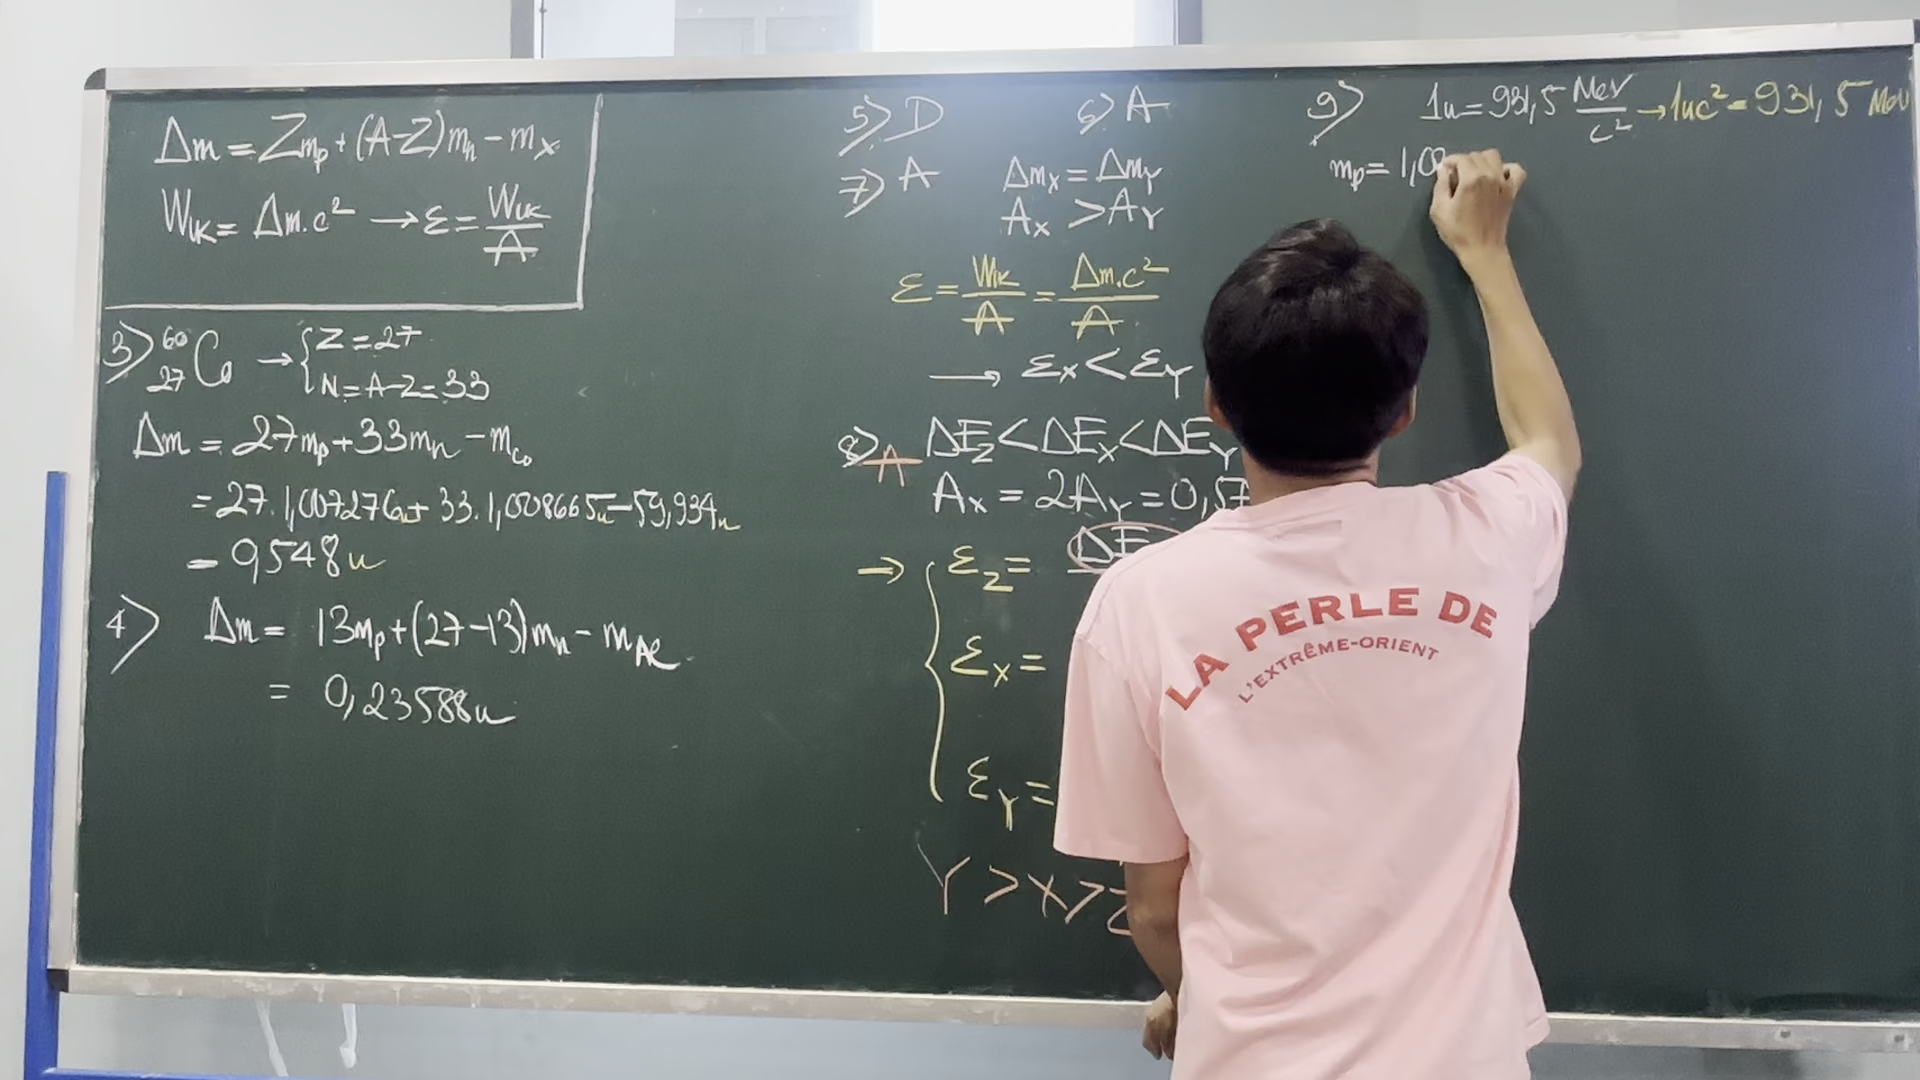 Δm = Zmp + (A-Z)mn - mX
WLK = Δm.c² → ε = WLK/A
3> ⁶⁰₂₇Co → { Z = 27
N = A-Z = 33
Δm = 27mp + 33mn - mCo
= 27.1,007276u + 33.1,008665u - 59,934u
= 0,548u
4> Δm = 13mp + (27-13)mn - mAl
= 0,23588u
5> D
6> A
7> A
ΔmX = ΔmY
AX > AY
ε = WLK/A = Δm.c²/A
→ εX < εY
8> A
ΔEZ < ΔEX < ΔEY
AX = 2AY = 0,5
→ { εZ =
εX =
εY =
Y > X > Z
9> 1u = 931,5 MeV/c² → 1uc² = 931,5 MeV
mp = 1,0
LA PERLE DE
L'EXTRÊME-ORIENT